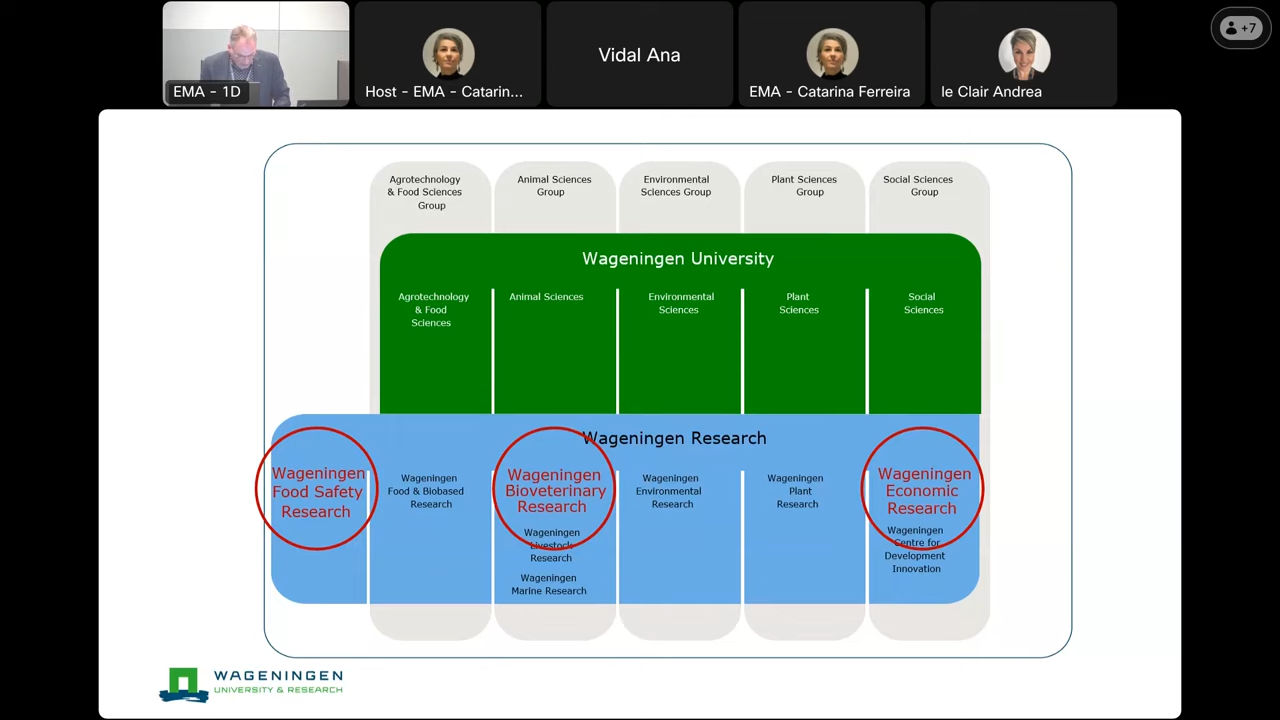 EMA - 1D
Host - EMA - Catarin...
Vidal Ana
EMA - Catarina Ferreira
le Clair Andrea
+7
Agrotechnology
& Food Sciences
Group
Animal Sciences
Group
Environmental
Sciences Group
Plant Sciences
Group
Social Sciences
Group
Wageningen University
Agrotechnology
& Food
Sciences
Animal Sciences
Environmental
Sciences
Plant
Sciences
Social
Sciences
Wageningen Research
Wageningen
Food Safety
Research
Wageningen
Food & Biobased
Research
Wageningen
Bioveterinary
Research
Wageningen
Livestock
Research
Wageningen
Marine Research
Wageningen
Environmental
Research
Wageningen
Plant
Research
Wageningen
Economic
Research
Wageningen
Centre for
Development
Innovation
WAGENINGEN
UNIVERSITY & RESEARCH